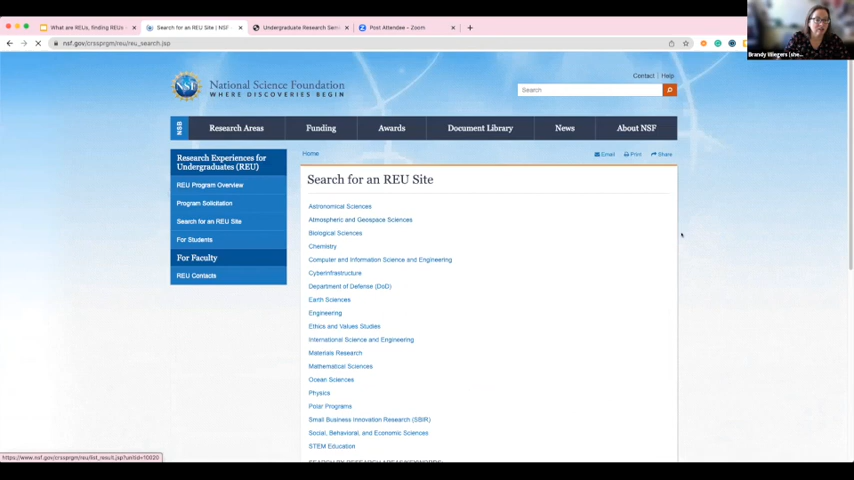 What are REUs, finding REUs
Search for an REU Site | NSF
Undergraduate Research Sem
Post Attendee – Zoom
nsf.gov/crssprgm/reu/reu_search.jsp
Brandy Wiegers (she...
Contact | Help
NSF
National Science Foundation
WHERE DISCOVERIES BEGIN
Search
NSB
Research Areas
Funding
Awards
Document Library
News
About NSF
Research Experiences for
Undergraduates (REU)
REU Program Overview
Program Solicitation
Search for an REU Site
For Students
For Faculty
REU Contacts
Home
Email
Print
Share
Search for an REU Site
Astronomical Sciences
Atmospheric and Geospace Sciences
Biological Sciences
Chemistry
Computer and Information Science and Engineering
Cyberinfrastructure
Department of Defense (DoD)
Earth Sciences
Engineering
Ethics and Values Studies
International Science and Engineering
Materials Research
Mathematical Sciences
Ocean Sciences
Physics
Polar Programs
Small Business Innovation Research (SBIR)
Social, Behavioral, and Economic Sciences
STEM Education
https://www.nsf.gov/crssprgm/reu/list_result.jsp?unitid=10020